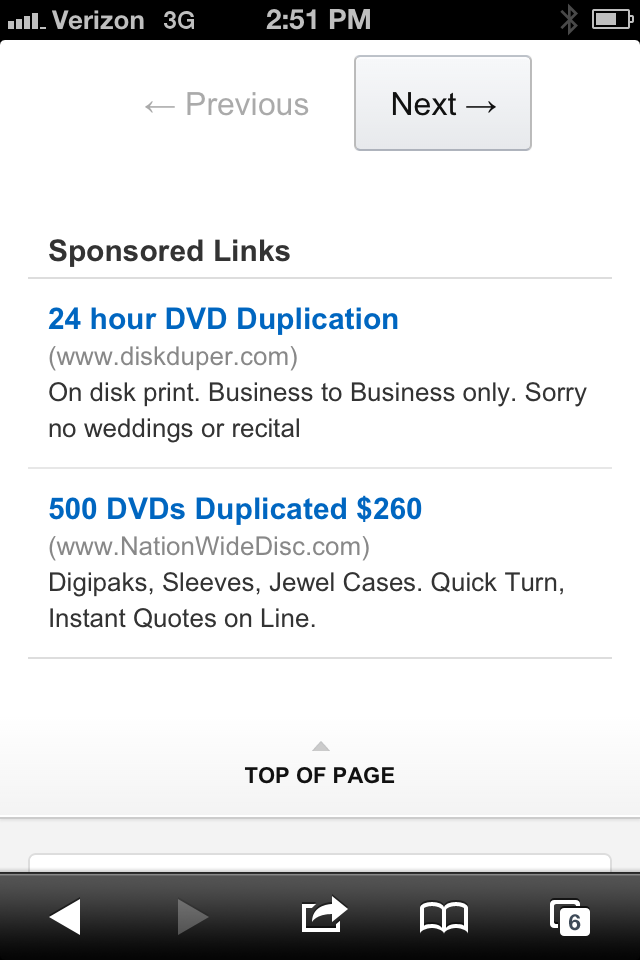 Verizon 3G 2:51 PM
← Previous Next →
Sponsored Links
24 hour DVD Duplication
(www.diskduper.com)
On disk print. Business to Business only. Sorry
no weddings or recital
500 DVDs Duplicated $260
(www.NationWideDisc.com)
Digipaks, Sleeves, Jewel Cases. Quick Turn,
Instant Quotes on Line.
TOP OF PAGE
6